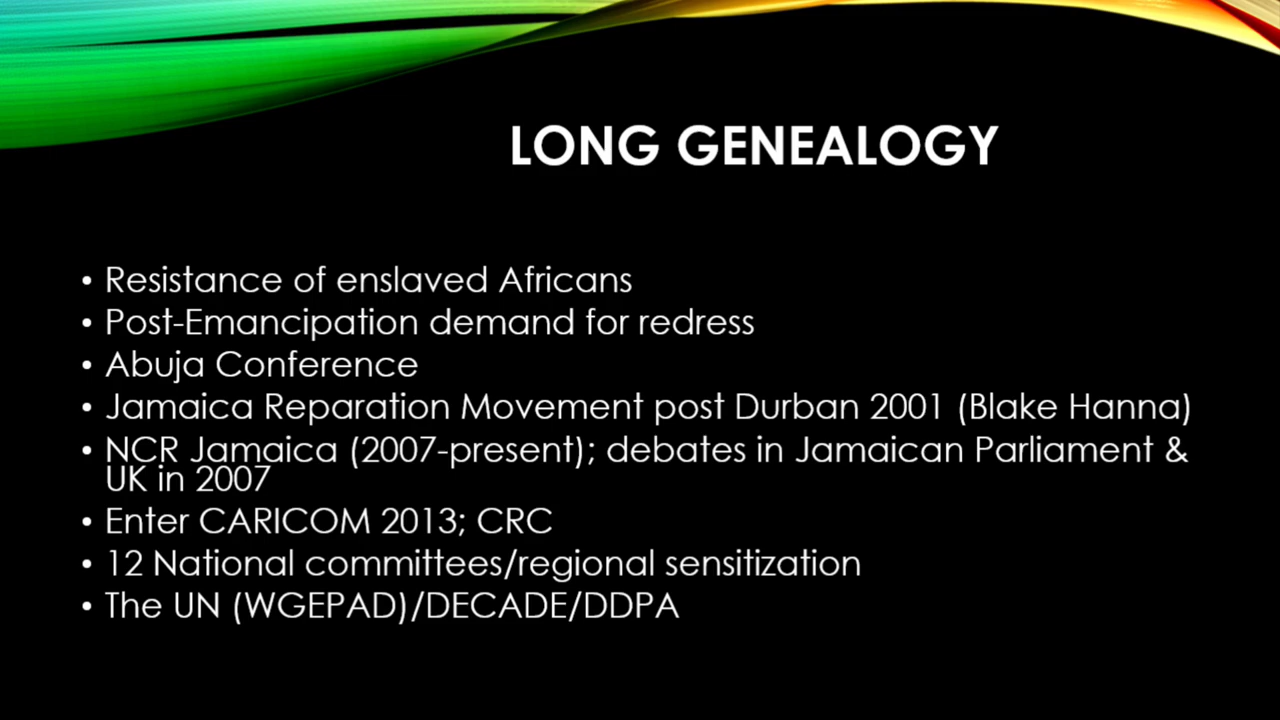 LONG GENEALOGY
• Resistance of enslaved Africans
• Post-Emancipation demand for redress
• Abuja Conference
• Jamaica Reparation Movement post Durban 2001 (Blake Hanna)
• NCR Jamaica (2007-present); debates in Jamaican Parliament &
UK in 2007
• Enter CARICOM 2013; CRC
• 12 National committees/regional sensitization
• The UN (WGEPAD)/DECADE/DDPA